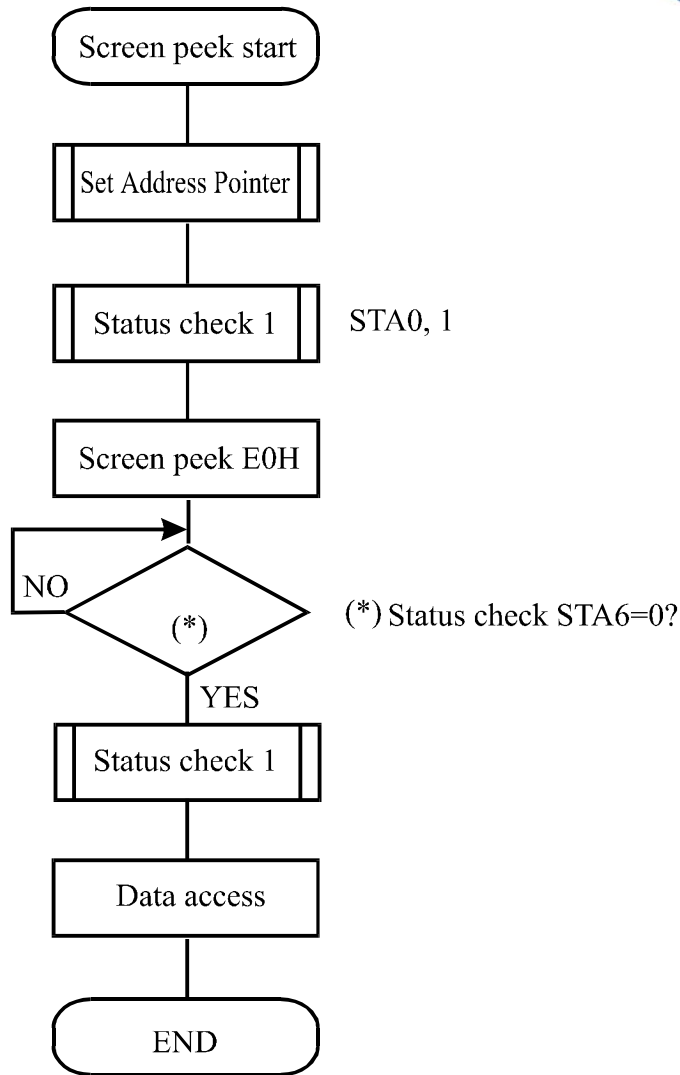 Screen peek start
Set Address Pointer
Status check 1
STA0, 1
Screen peek E0H
NO
(*)
(*) Status check STA6=0?
YES
Status check 1
Data access
END